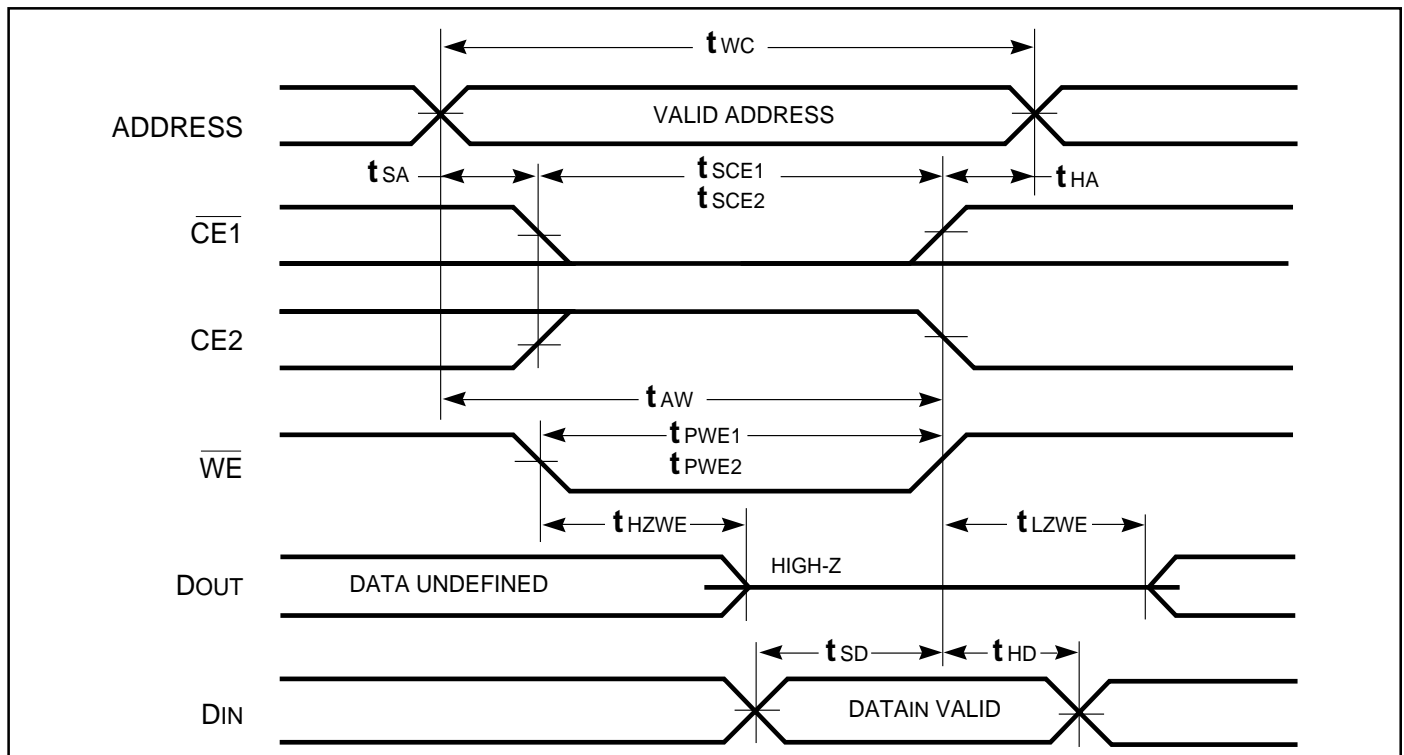 tWC
ADDRESS
VALID ADDRESS
tSA
tSCE1
tSCE2
tHA
CE1
CE2
tAW
tPWE1
tPWE2
WE
tHZWE
tLZWE
HIGH-Z
DOUT
DATA UNDEFINED
tSD
tHD
DIN
DATAIN VALID